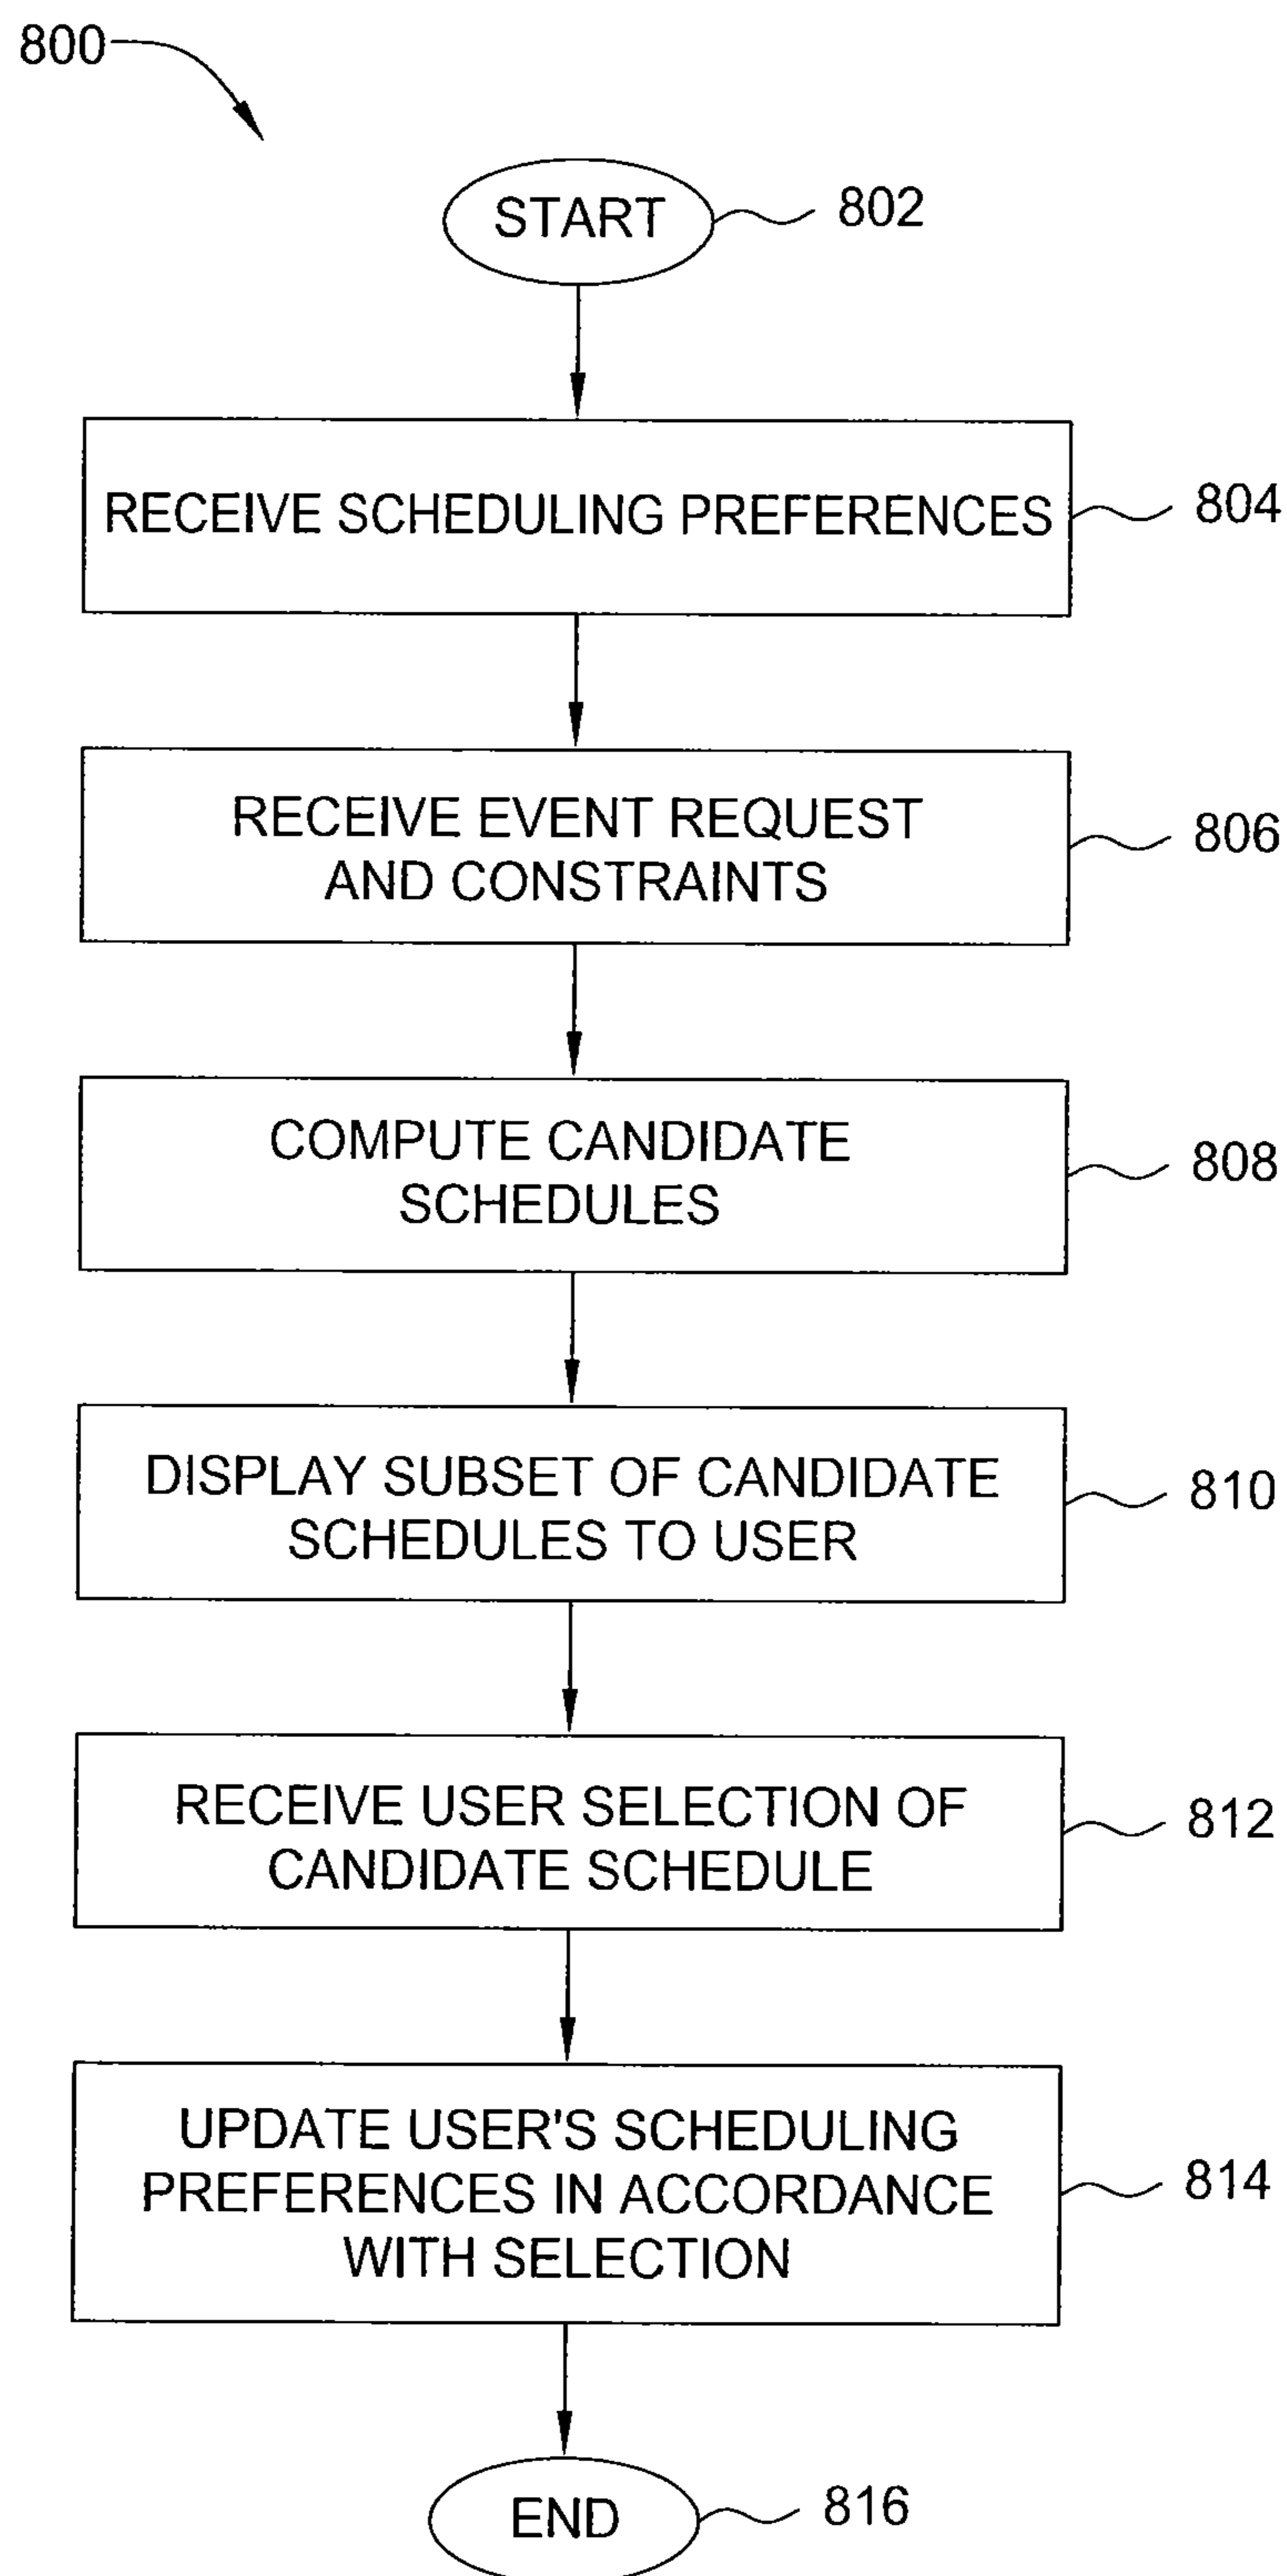 800
START
802
RECEIVE SCHEDULING PREFERENCES
804
RECEIVE EVENT REQUEST
AND CONSTRAINTS
806
COMPUTE CANDIDATE
SCHEDULES
808
DISPLAY SUBSET OF CANDIDATE
SCHEDULES TO USER
810
RECEIVE USER SELECTION OF
CANDIDATE SCHEDULE
812
UPDATE USER'S SCHEDULING
PREFERENCES IN ACCORDANCE
WITH SELECTION
814
END
816